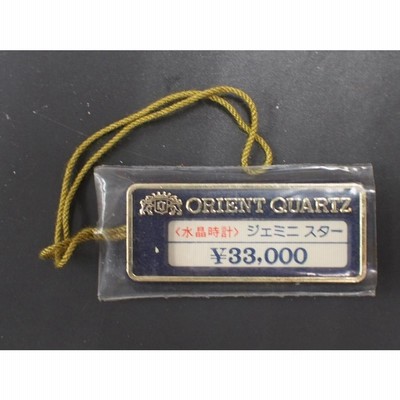 ORIENT QUARTZ
〈水晶時計〉 ジェミニ スター
¥33,000